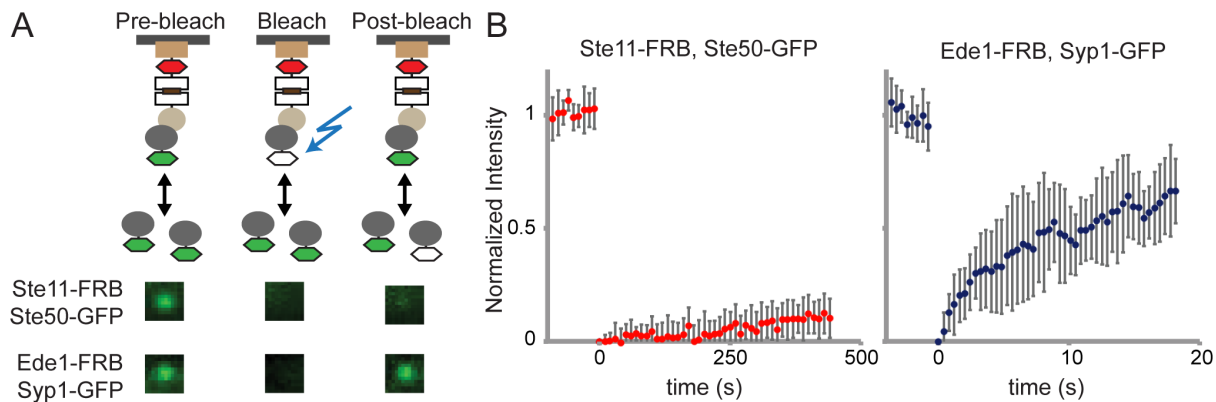 A
Pre-bleach Bleach Post-bleach
Ste11-FRB
Ste50-GFP
Ede1-FRB
Syp1-GFP
B
Ste11-FRB, Ste50-GFP
Normalized Intensity
1
0.5
0
0 250 500
time (s)
Ede1-FRB, Syp1-GFP
0 10 20
time (s)